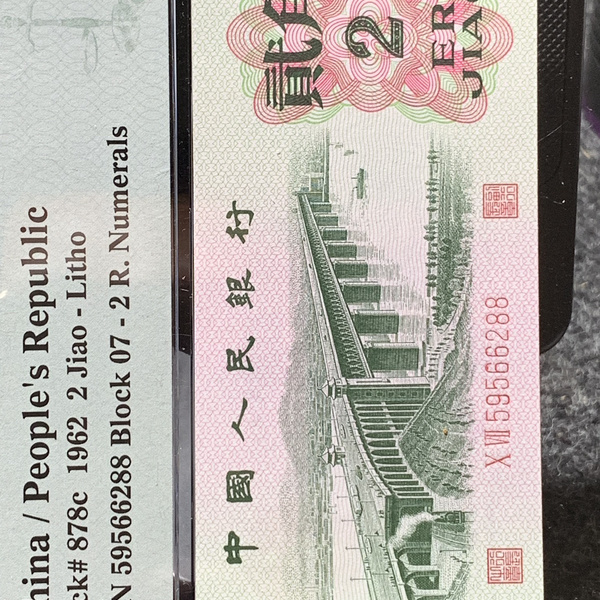 hina / People's Republic
ck# 878c 1962 2 Jiao - Litho
N 59566288 Block 07 - 2 R. Numerals
中國人民銀行
X VII 59566288
貳角
2
ER
JIA